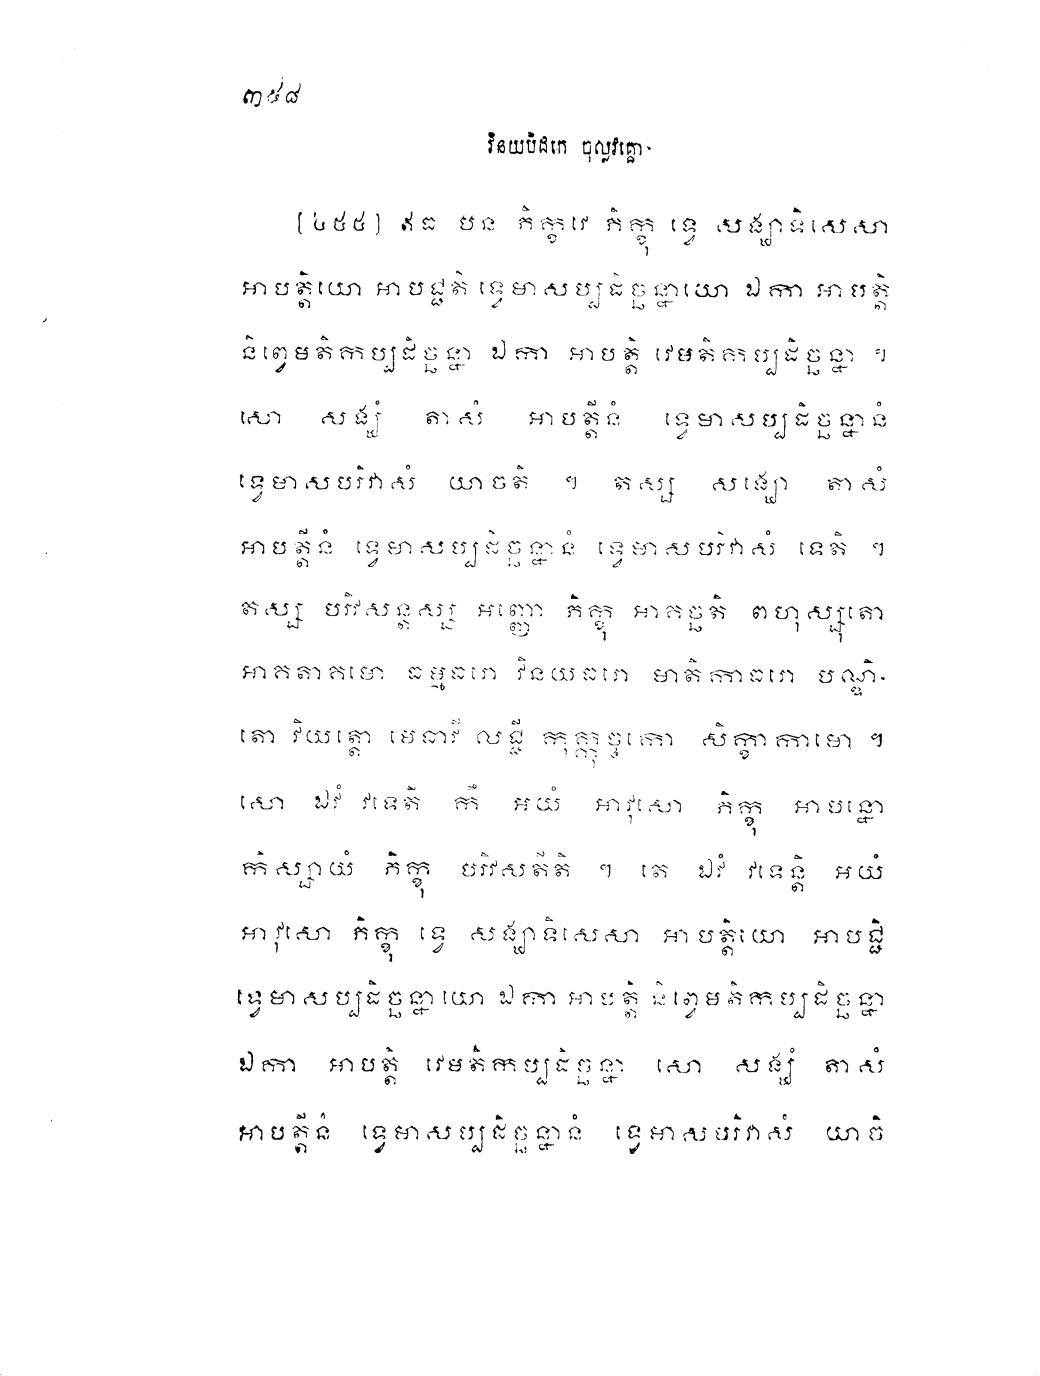 ៣៥៨
វិនយបិដកេ ចុល្លវគ្គោ
[៤៥៥] ឥធ បន ភិក្ខវេ ភិក្ខុ ទ្វេ សង្ឃាទិសេសា
អាបត្តិយោ អាបជ្ជតិ ទ្វេមាសប្បដិច្ឆន្នាយោ ឯកា អាបត្តិ
និព្វេមតិកប្បដិច្ឆន្នា ឯកា អាបត្តិ វេមតិកប្បដិច្ឆន្នា ។
សោ សង្ឃំ តាសំ អាបត្តីនំ ទ្វេមាសប្បដិច្ឆន្នានំ
ទ្វេមាសបរិវាសំ យាចតិ ។ តស្ស សង្ឃោ តាសំ
អាបត្តីនំ ទ្វេមាសប្បដិច្ឆន្នានំ ទ្វេមាសបរិវាសំ ទេតិ ។
តស្ស បរិវសន្តស្ស អញ្ញោ ភិក្ខុ អាគច្ឆតិ ពហុស្សុតោ
អាគតាគមោ ធម្មធរោ វិនយធរោ មាតិកាធរោ បណ្ឌិ-
តោ វិយត្តោ មេធាវី លជ្ជី កុក្កុច្ចកោ សិក្ខាកាមោ ។
សោ ឯវំ វទេតិ កឹ អយំ អាវុសោ ភិក្ខុ អាបន្នោ
កិស្សាយំ ភិក្ខុ បរិវសតីតិ ។ តេ ឯវំ វទេន្តិ អយំ
អាវុសោ ភិក្ខុ ទ្វេ សង្ឃាទិសេសា អាបត្តិយោ អាបជ្ជិ
ទ្វេមាសប្បដិច្ឆន្នាយោ ឯកា អាបត្តិ និព្វេមតិកប្បដិច្ឆន្នា
ឯកា អាបត្តិ វេមតិកប្បដិច្ឆន្នា សោ សង្ឃំ តាសំ
អាបត្តីនំ ទ្វេមាសប្បដិច្ឆន្នានំ ទ្វេមាសបរិវាសំ យាចិ